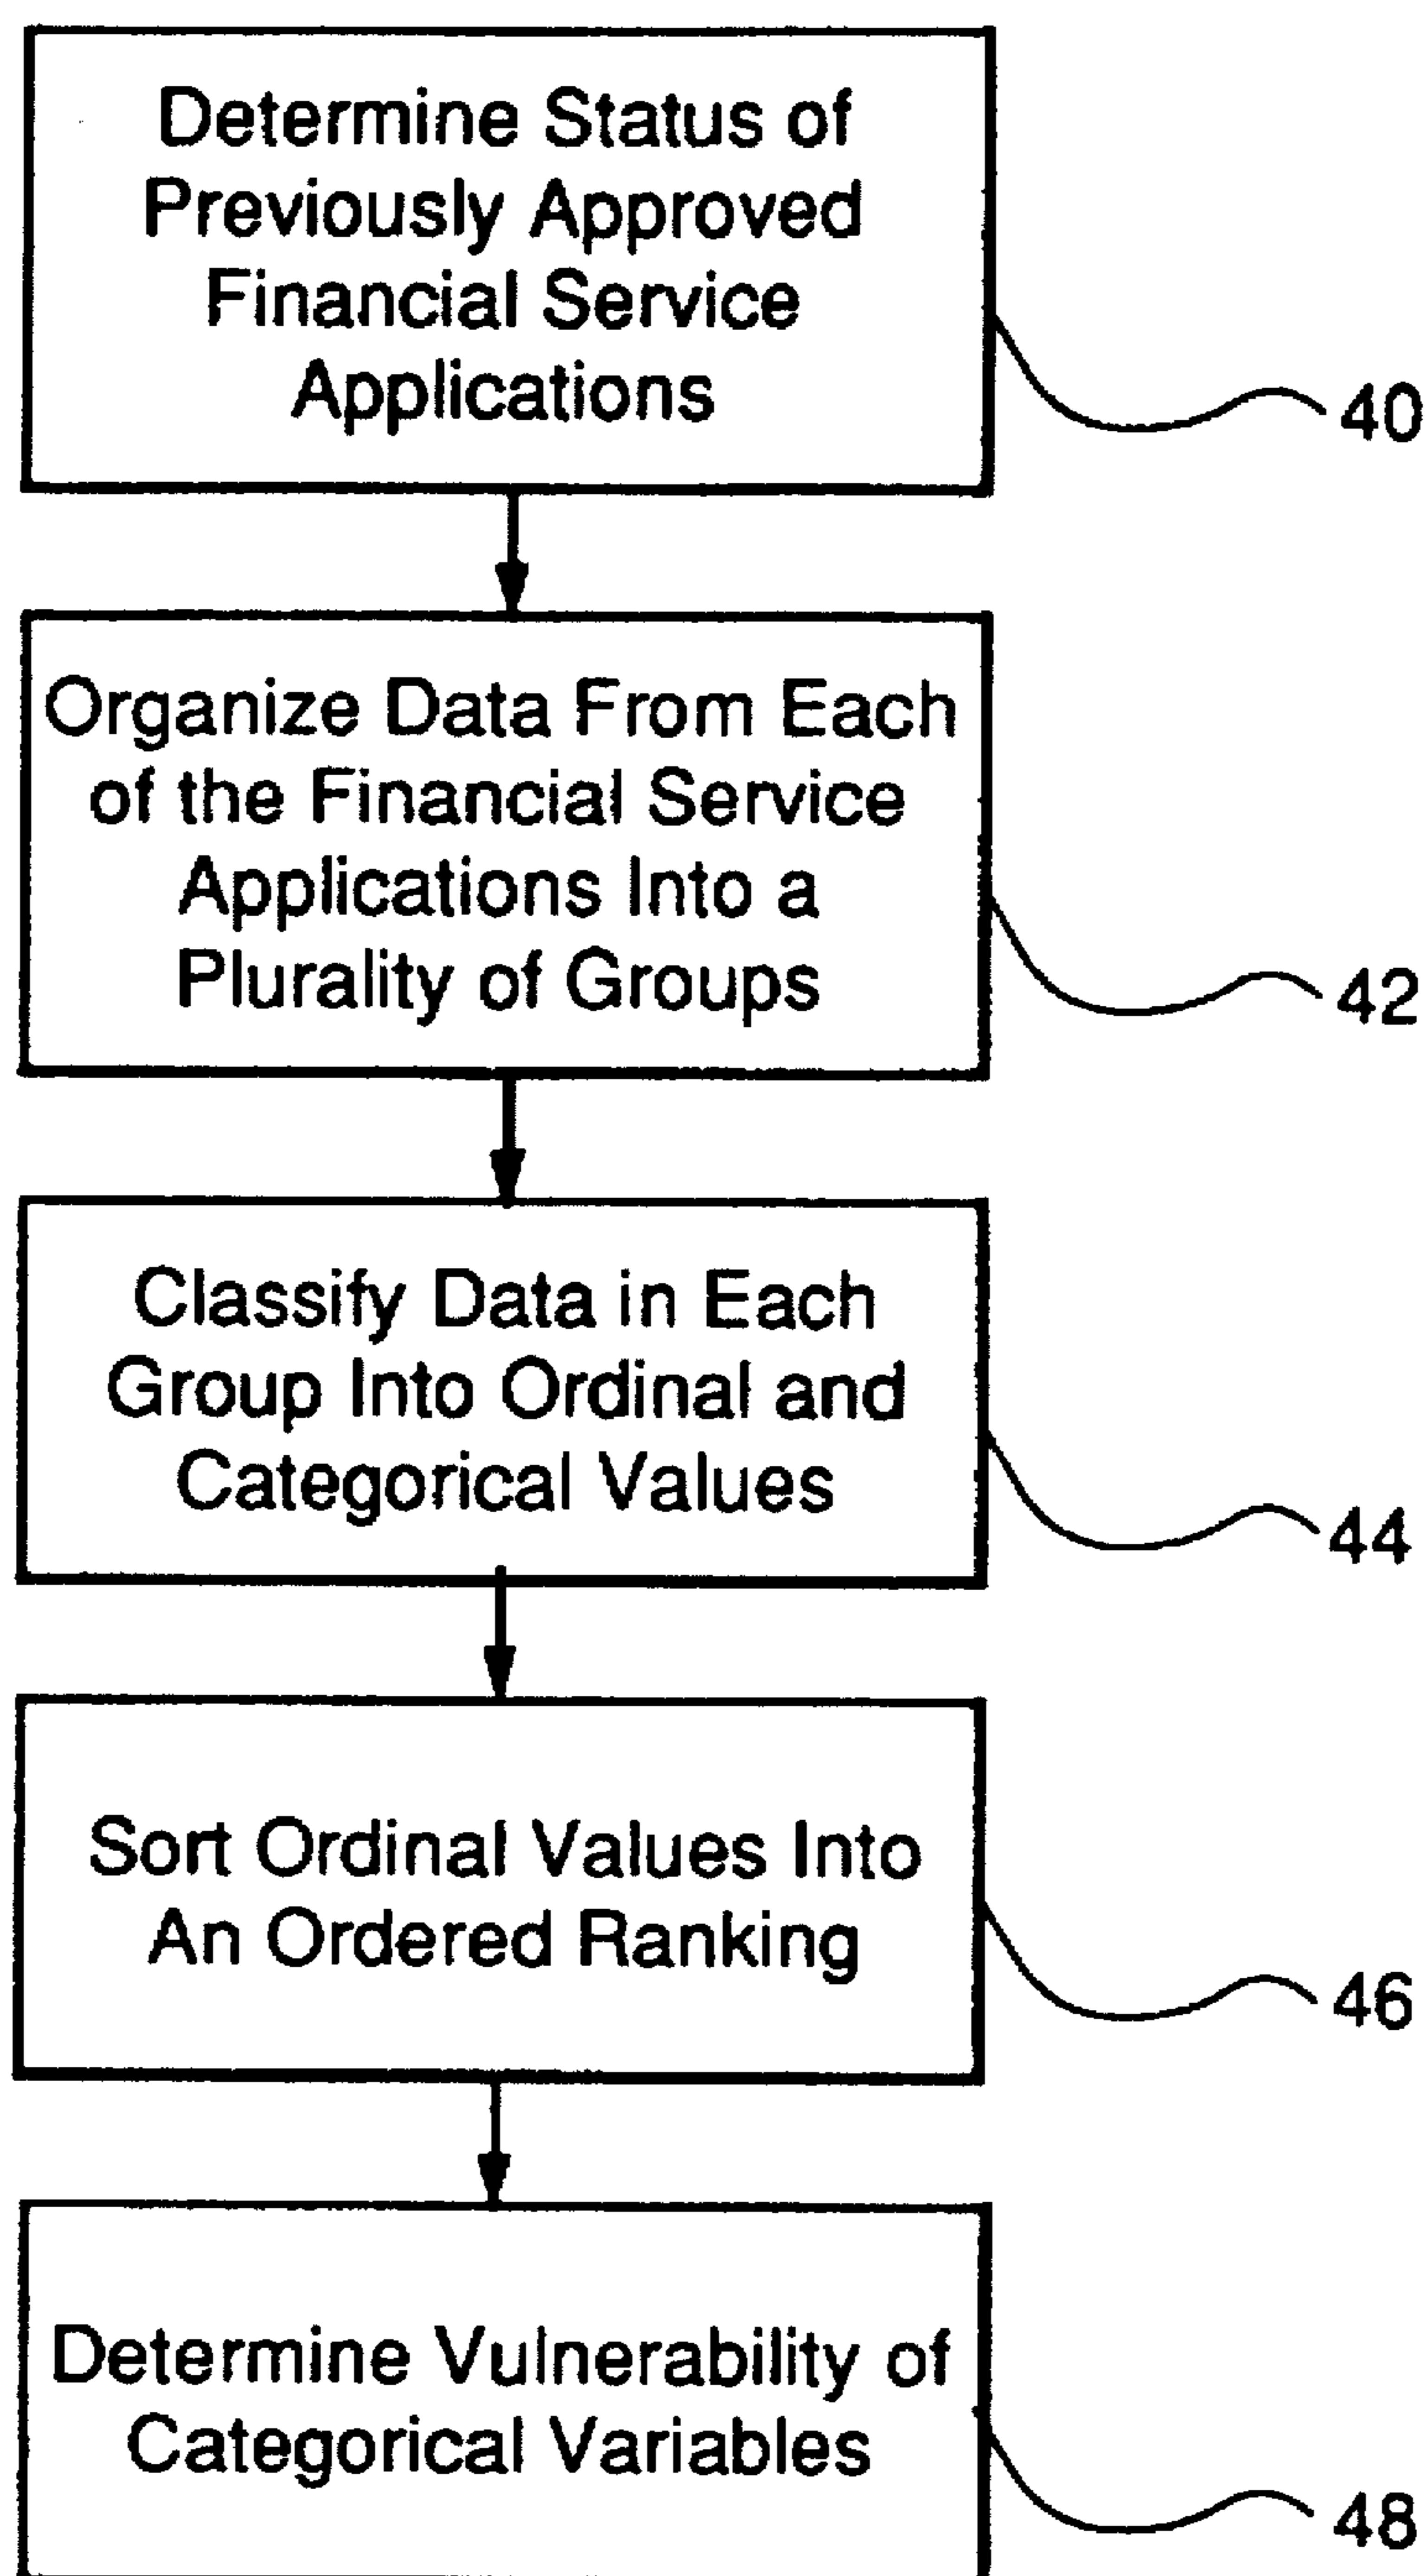 Determine Status of
Previously Approved
Financial Service
Applications
40
Organize Data From Each
of the Financial Service
Applications Into a
Plurality of Groups
42
Classify Data in Each
Group Into Ordinal and
Categorical Values
44
Sort Ordinal Values Into
An Ordered Ranking
46
Determine Vulnerability of
Categorical Variables
48